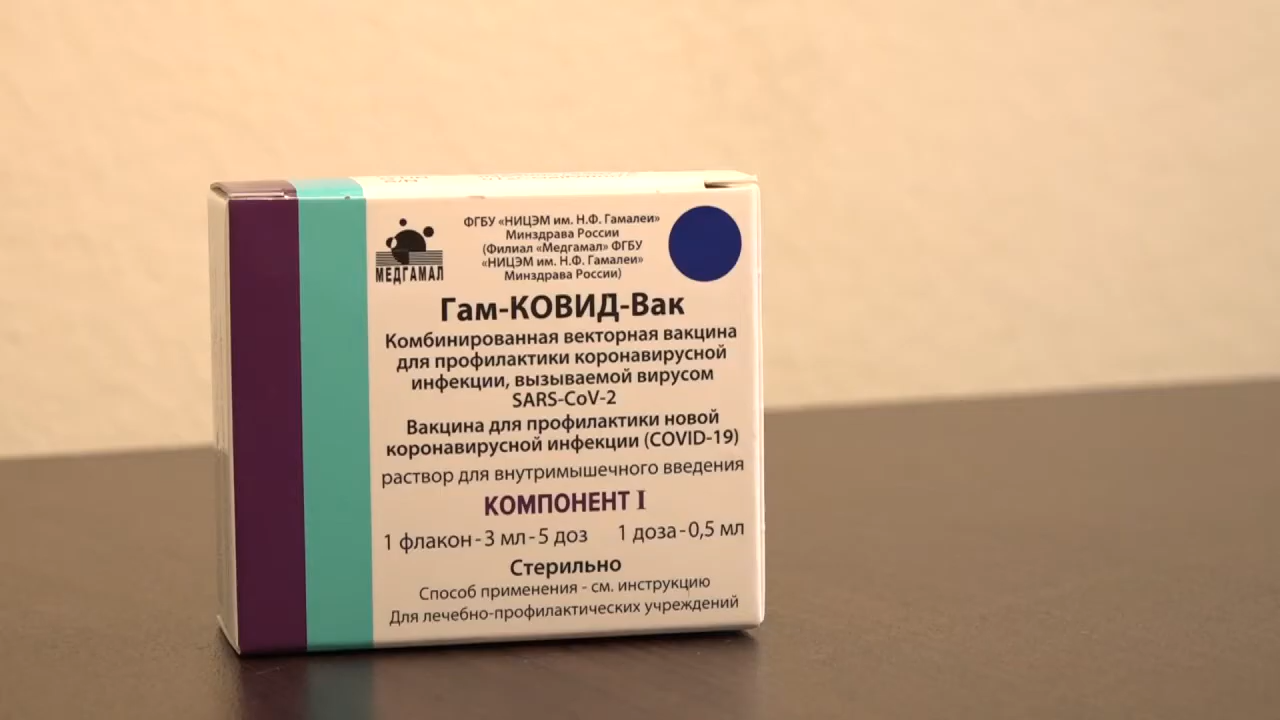 МЕДГАМАЛ
ФГБУ «НИЦЭМ им. Н.Ф. Гамалеи»
Минздрава России
(Филиал «Медгамал» ФГБУ
«НИЦЭМ им. Н.Ф. Гамалеи»
Минздрава России)
Гам-КОВИД-Вак
Комбинированная векторная вакцина
для профилактики коронавирусной
инфекции, вызываемой вирусом
SARS-CoV-2
Вакцина для профилактики новой
коронавирусной инфекции (COVID-19)
раствор для внутримышечного введения
КОМПОНЕНТ I
1 флакон - 3 мл - 5 доз 1 доза - 0,5 мл
Стерильно
Способ применения - см. инструкцию
Для лечебно-профилактических учреждений